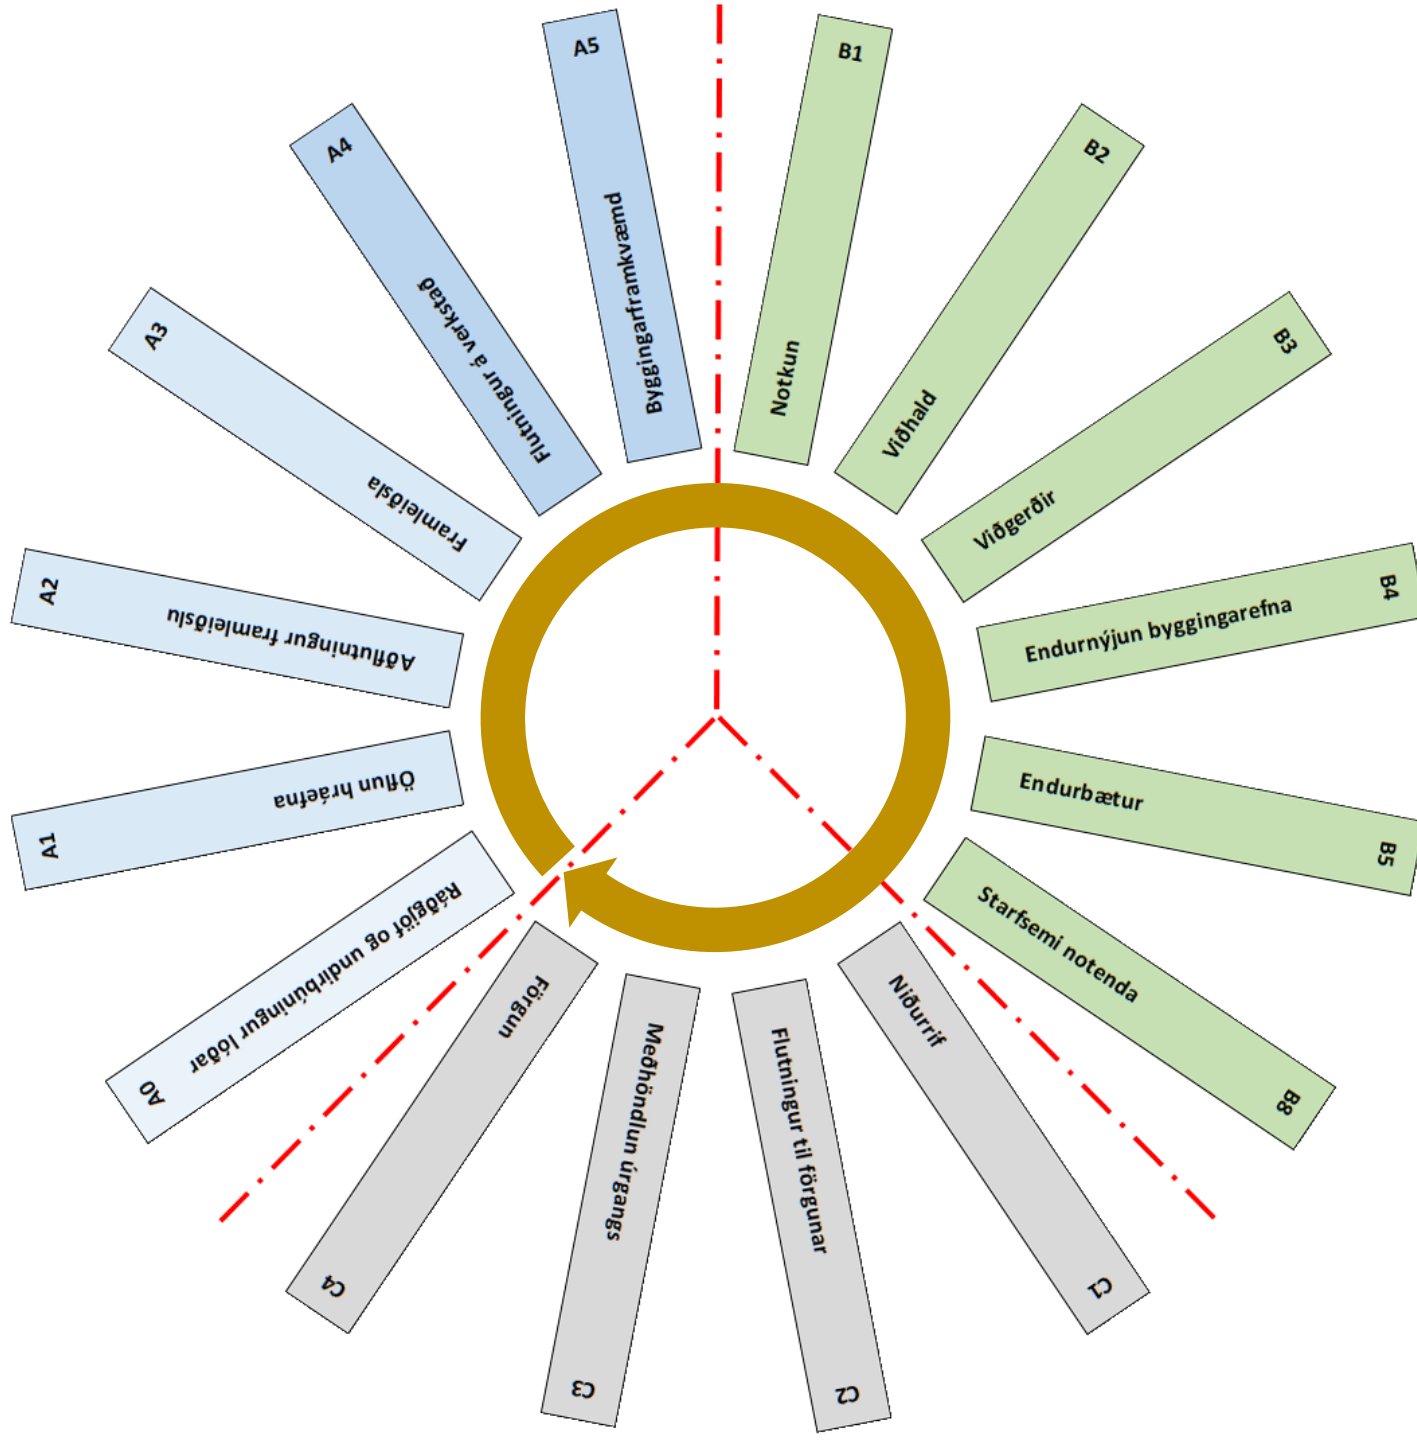 A0
Ráðgjöf og undirbúningur lóðar
A1
Öflun hráefna
A2
Aðflutningur framleiðslu
A3
Framleiðsla
A4
Flutningur á verkstað
A5
Byggingarframkvæmd
B1
Notkun
B2
Viðhald
B3
Viðgerðir
B4
Endurnýjun byggingarefna
B5
Endurbætur
B8
Starfsemi notenda
C1
Niðurrif
C2
Flutningur til förgunar
C3
Meðhöndlun úrgangs
C4
Förgun